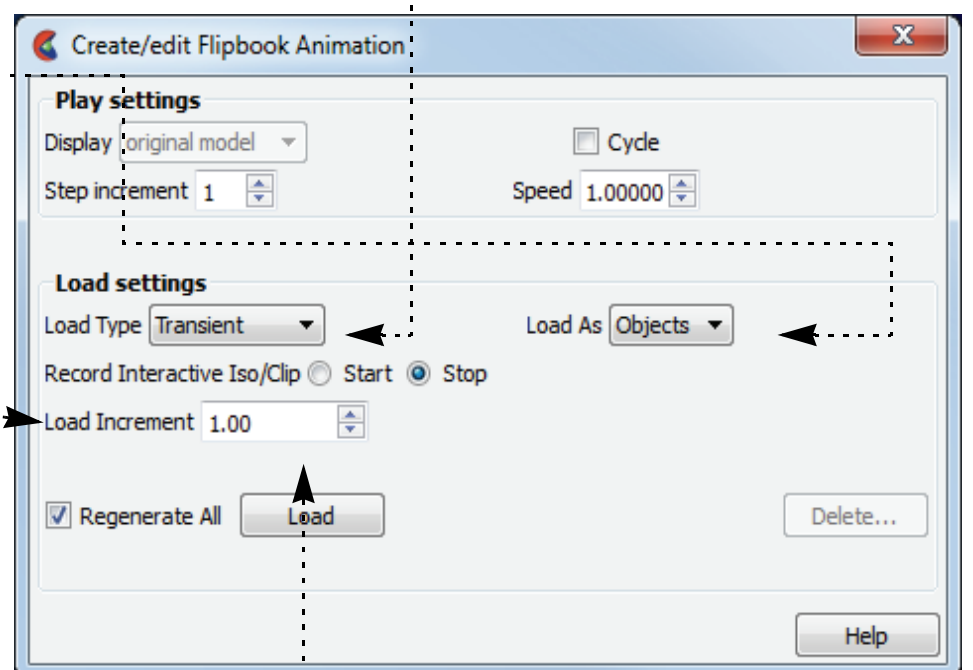 Create/edit Flipbook Animation
Play settings
Display original model Cycle
Step increment 1 Speed 1.00000
Load settings
Load Type Transient Load As Objects
Record Interactive Iso/Clip Start Stop
Load Increment 1.00
Regenerate All Load Delete...
Help